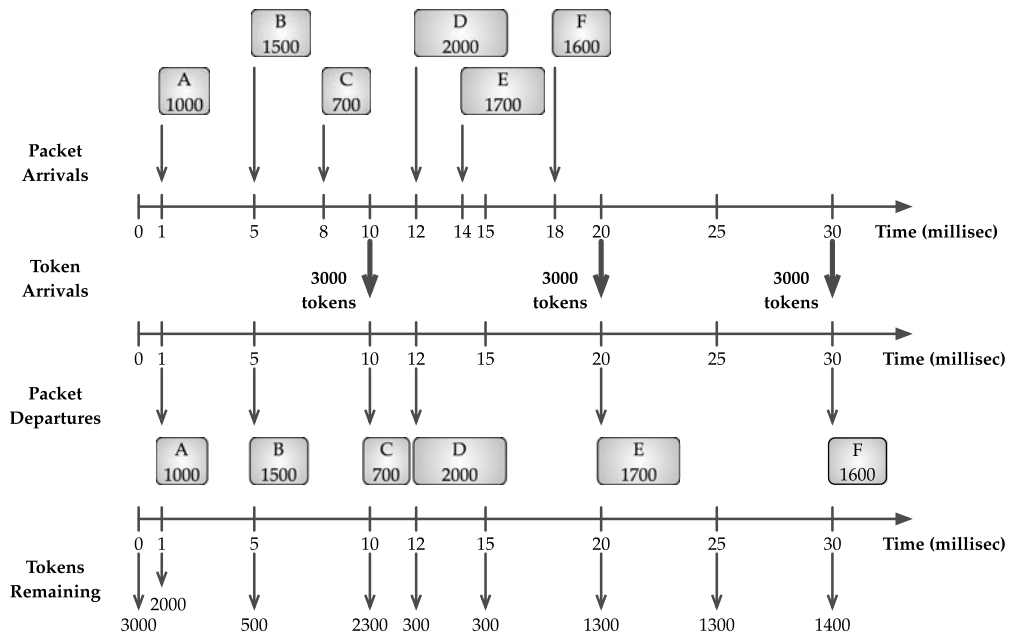 B
1500
D
2000
F
1600
A
1000
C
700
E
1700
Packet
Arrivals
0 1 5 8 10 12 14 15 18 20 25 30 Time (millisec)
Token
Arrivals
3000
tokens
3000
tokens
3000
tokens
0 1 5 10 12 15 20 25 30 Time (millisec)
Packet
Departures
A
1000
B
1500
C
700
D
2000
E
1700
F
1600
0 1 5 10 12 15 20 25 30 Time (millisec)
Tokens
Remaining
2000
3000 500 2300 300 300 1300 1300 1400